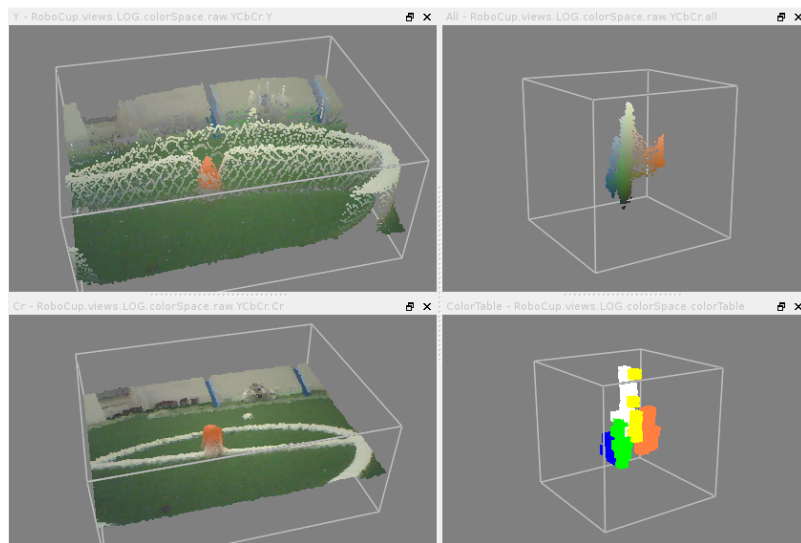 Y - RoboCup.views.LOG.colorSpace.raw.YCbCr.Y
All - RoboCup.views.LOG.colorSpace.raw.YCbCr.all
Cr - RoboCup.views.LOG.colorSpace.raw.YCbCr.Cr
ColorTable - RoboCup.views.LOG.colorSpace.colorTable